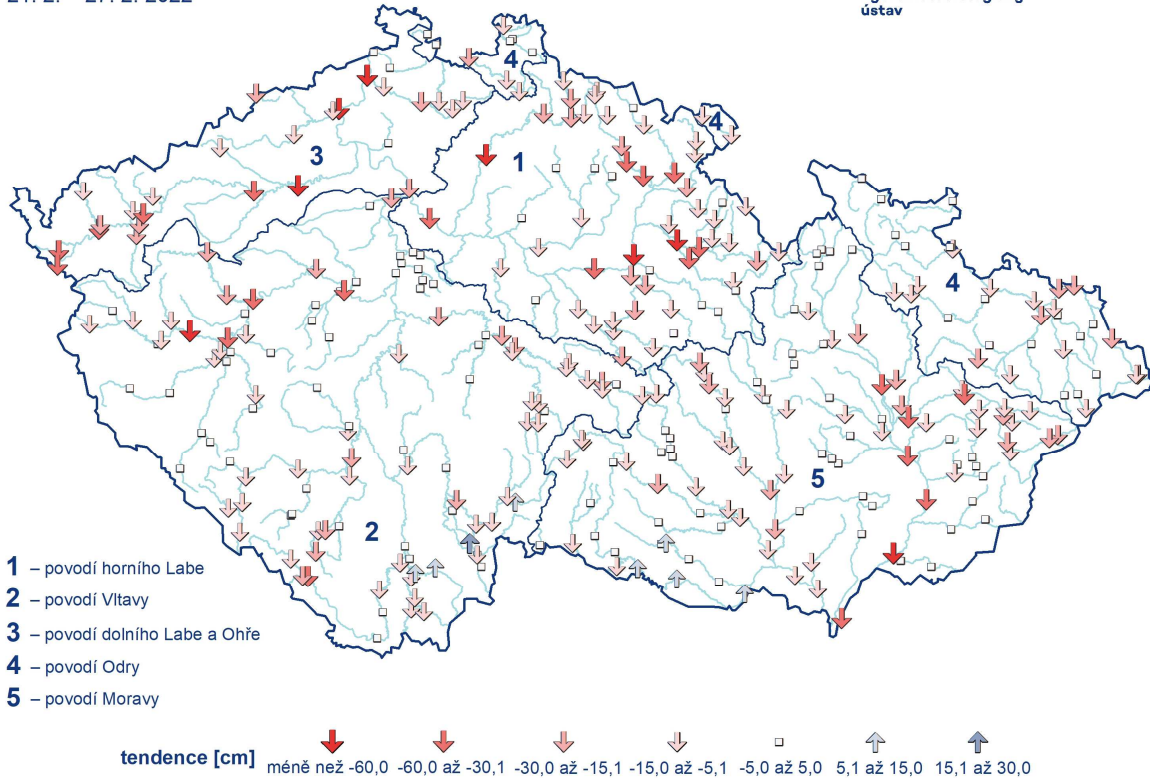 ústav
4
4
1
3
4
5
2
1 – povodí horního Labe
2 – povodí Vltavy
3 – povodí dolního Labe a Ohře
4 – povodí Odry
5 – povodí Moravy
tendence [cm]
méně než -60,0 -60,0 až -30,1 -30,0 až -15,1 -15,0 až -5,1 -5,0 až 5,0 5,1 až 15,0 15,1 až 30,0